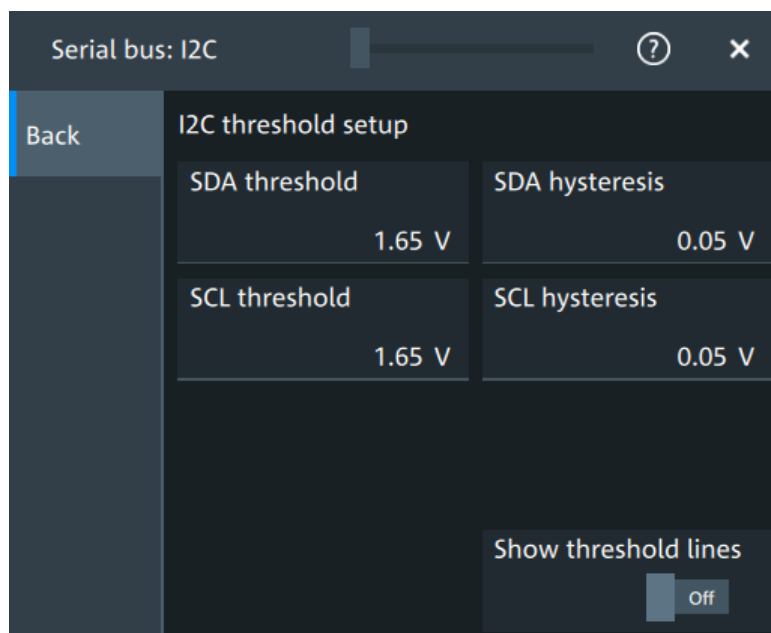 Serial bus: I2C
?
×
Back
I2C threshold setup
SDA threshold
1.65 V
SDA hysteresis
0.05 V
SCL threshold
1.65 V
SCL hysteresis
0.05 V
Show threshold lines
Off